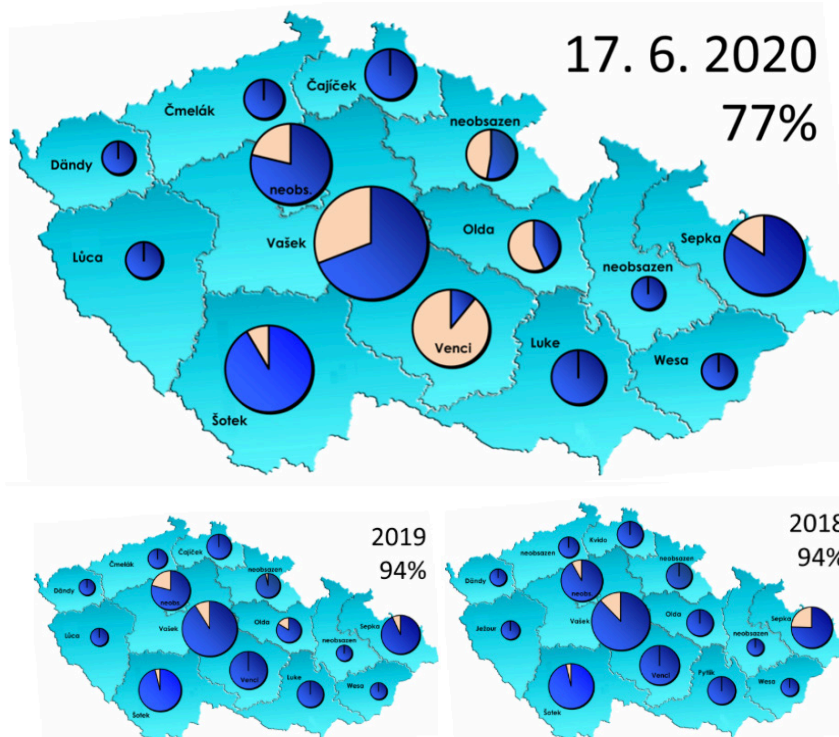 17. 6. 2020
77%
Čajíček
Čmelák
neobsazen
Dändy
neobs.
Vašek
Olda
Sepka
Lůca
neobsazen
Venci
Luke
Wesa
Šotek
2019
94%
Čajíček
Čmelák
neobsazen
Dändy
neobs.
Vašek
Olda
Sepka
Lůca
neobsazen
Venci
Luke
Wesa
Šotek
2018
94%
Kvido
neobsazen
neobsazen
Dändy
neobs.
Vašek
Olda
Sepka
Ježour
neobsazen
Venci
Pytlik
Wesa
Šotek